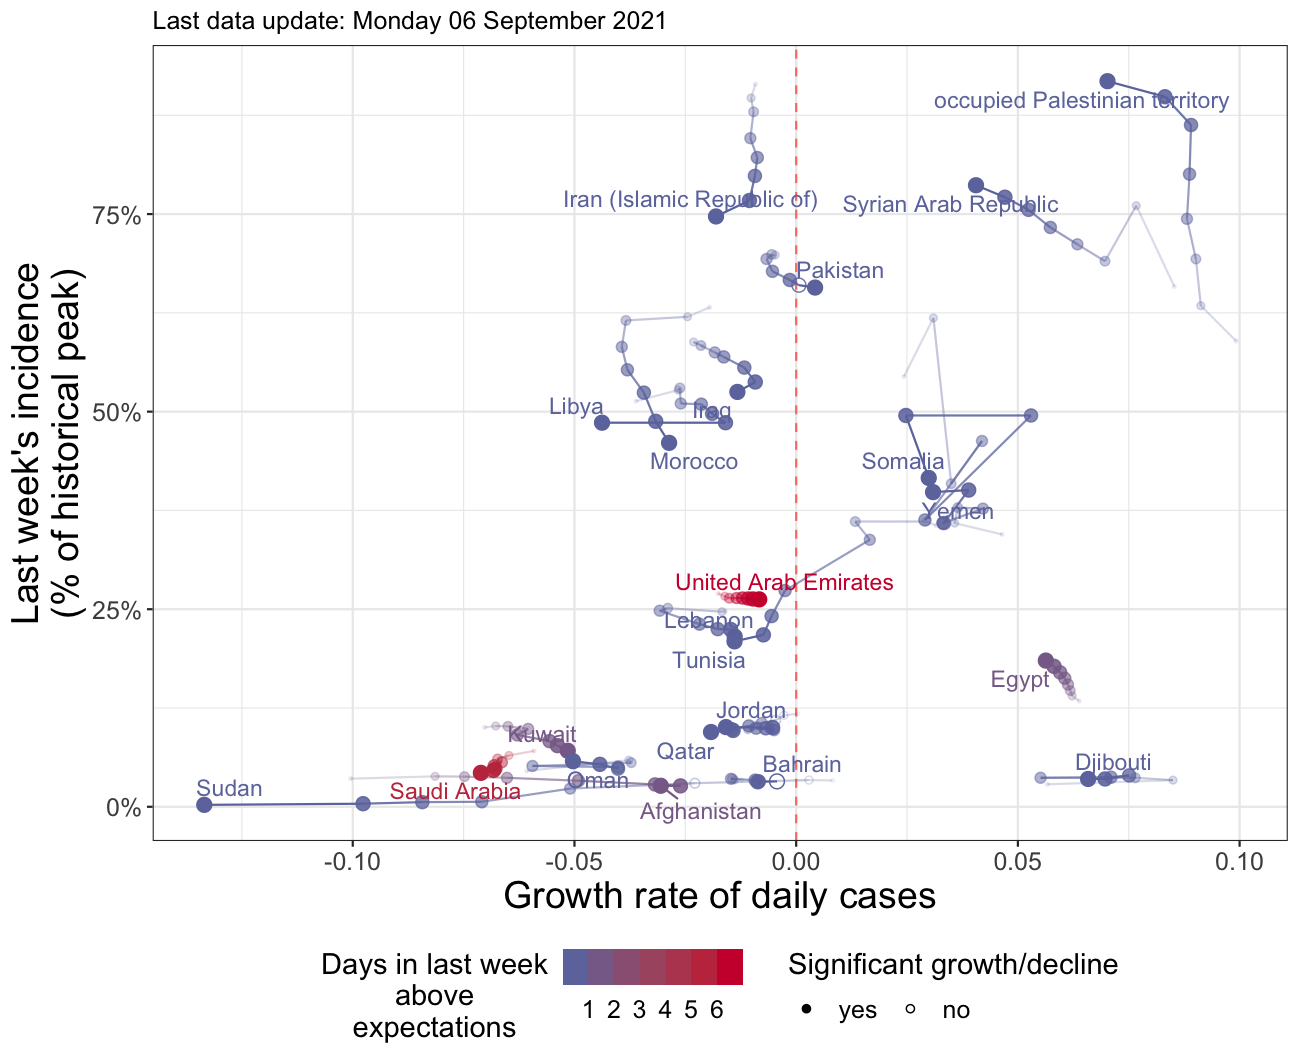 Last data update: Monday 06 September 2021
Last week's incidence
(% of historical peak)
75%
50%
25%
0%
occupied Palestinian territory
Iran (Islamic Republic of)
Syrian Arab Republic
Pakistan
Libya
Iraq
Morocco
Somalia
Yemen
United Arab Emirates
Lebanon
Tunisia
Egypt
Jordan
Kuwait
Qatar
Bahrain
Djibouti
Oman
Sudan
Saudi Arabia
Afghanistan
-0.10
-0.05
0.00
0.05
0.10
Growth rate of daily cases
Days in last week
above
expectations
1 2 3 4 5 6
Significant growth/decline
yes
no